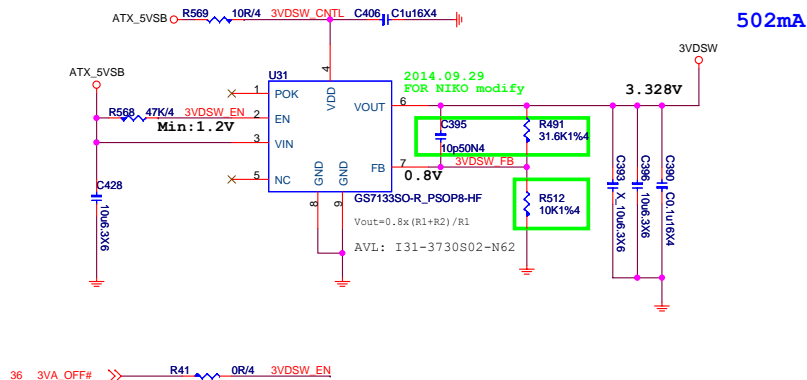 502mA
ATX_5VSB R569 10R/4 3VDSW_CNTL C406 C1u16X4
3VDSW
ATX_5VSB
U31
2014.09.29
FOR NIKO modify
3.328V
4
1 POK VDD
VOUT 6
R568 47K/4 3VDSW_EN 2 EN
Min:1.2V
3 VIN
C395
10p50N4
R491
31.6K1%4
FB 7 3VDSW_FB
0.8V
5 NC
GND
GND
8
9
GS7133SO-R_PSOP8-HF
R512
10K1%4
C428
10u6.3X6
C393 X_10u6.3X6
C396 10u6.3X6
C390 C0.1u16X4
Vout=0.8x(R1+R2)/R1
AVL: I31-3730S02-N62
36 3VA_OFF# R41 0R/4 3VDSW_EN